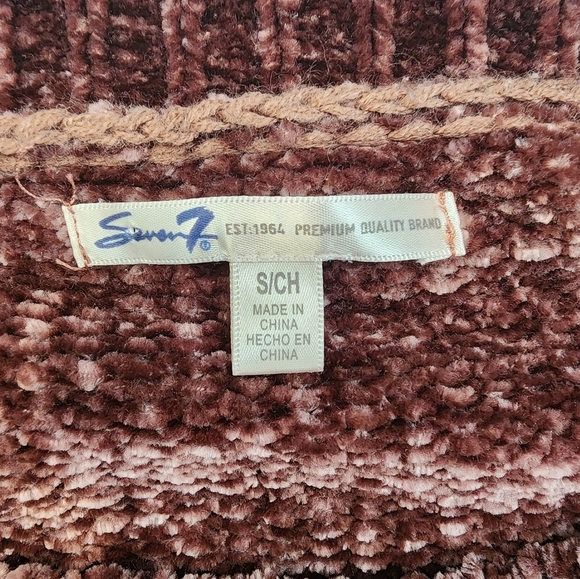 Seven7® EST.1964 PREMIUM QUALITY BRAND
S/CH
MADE IN
CHINA
HECHO EN
CHINA